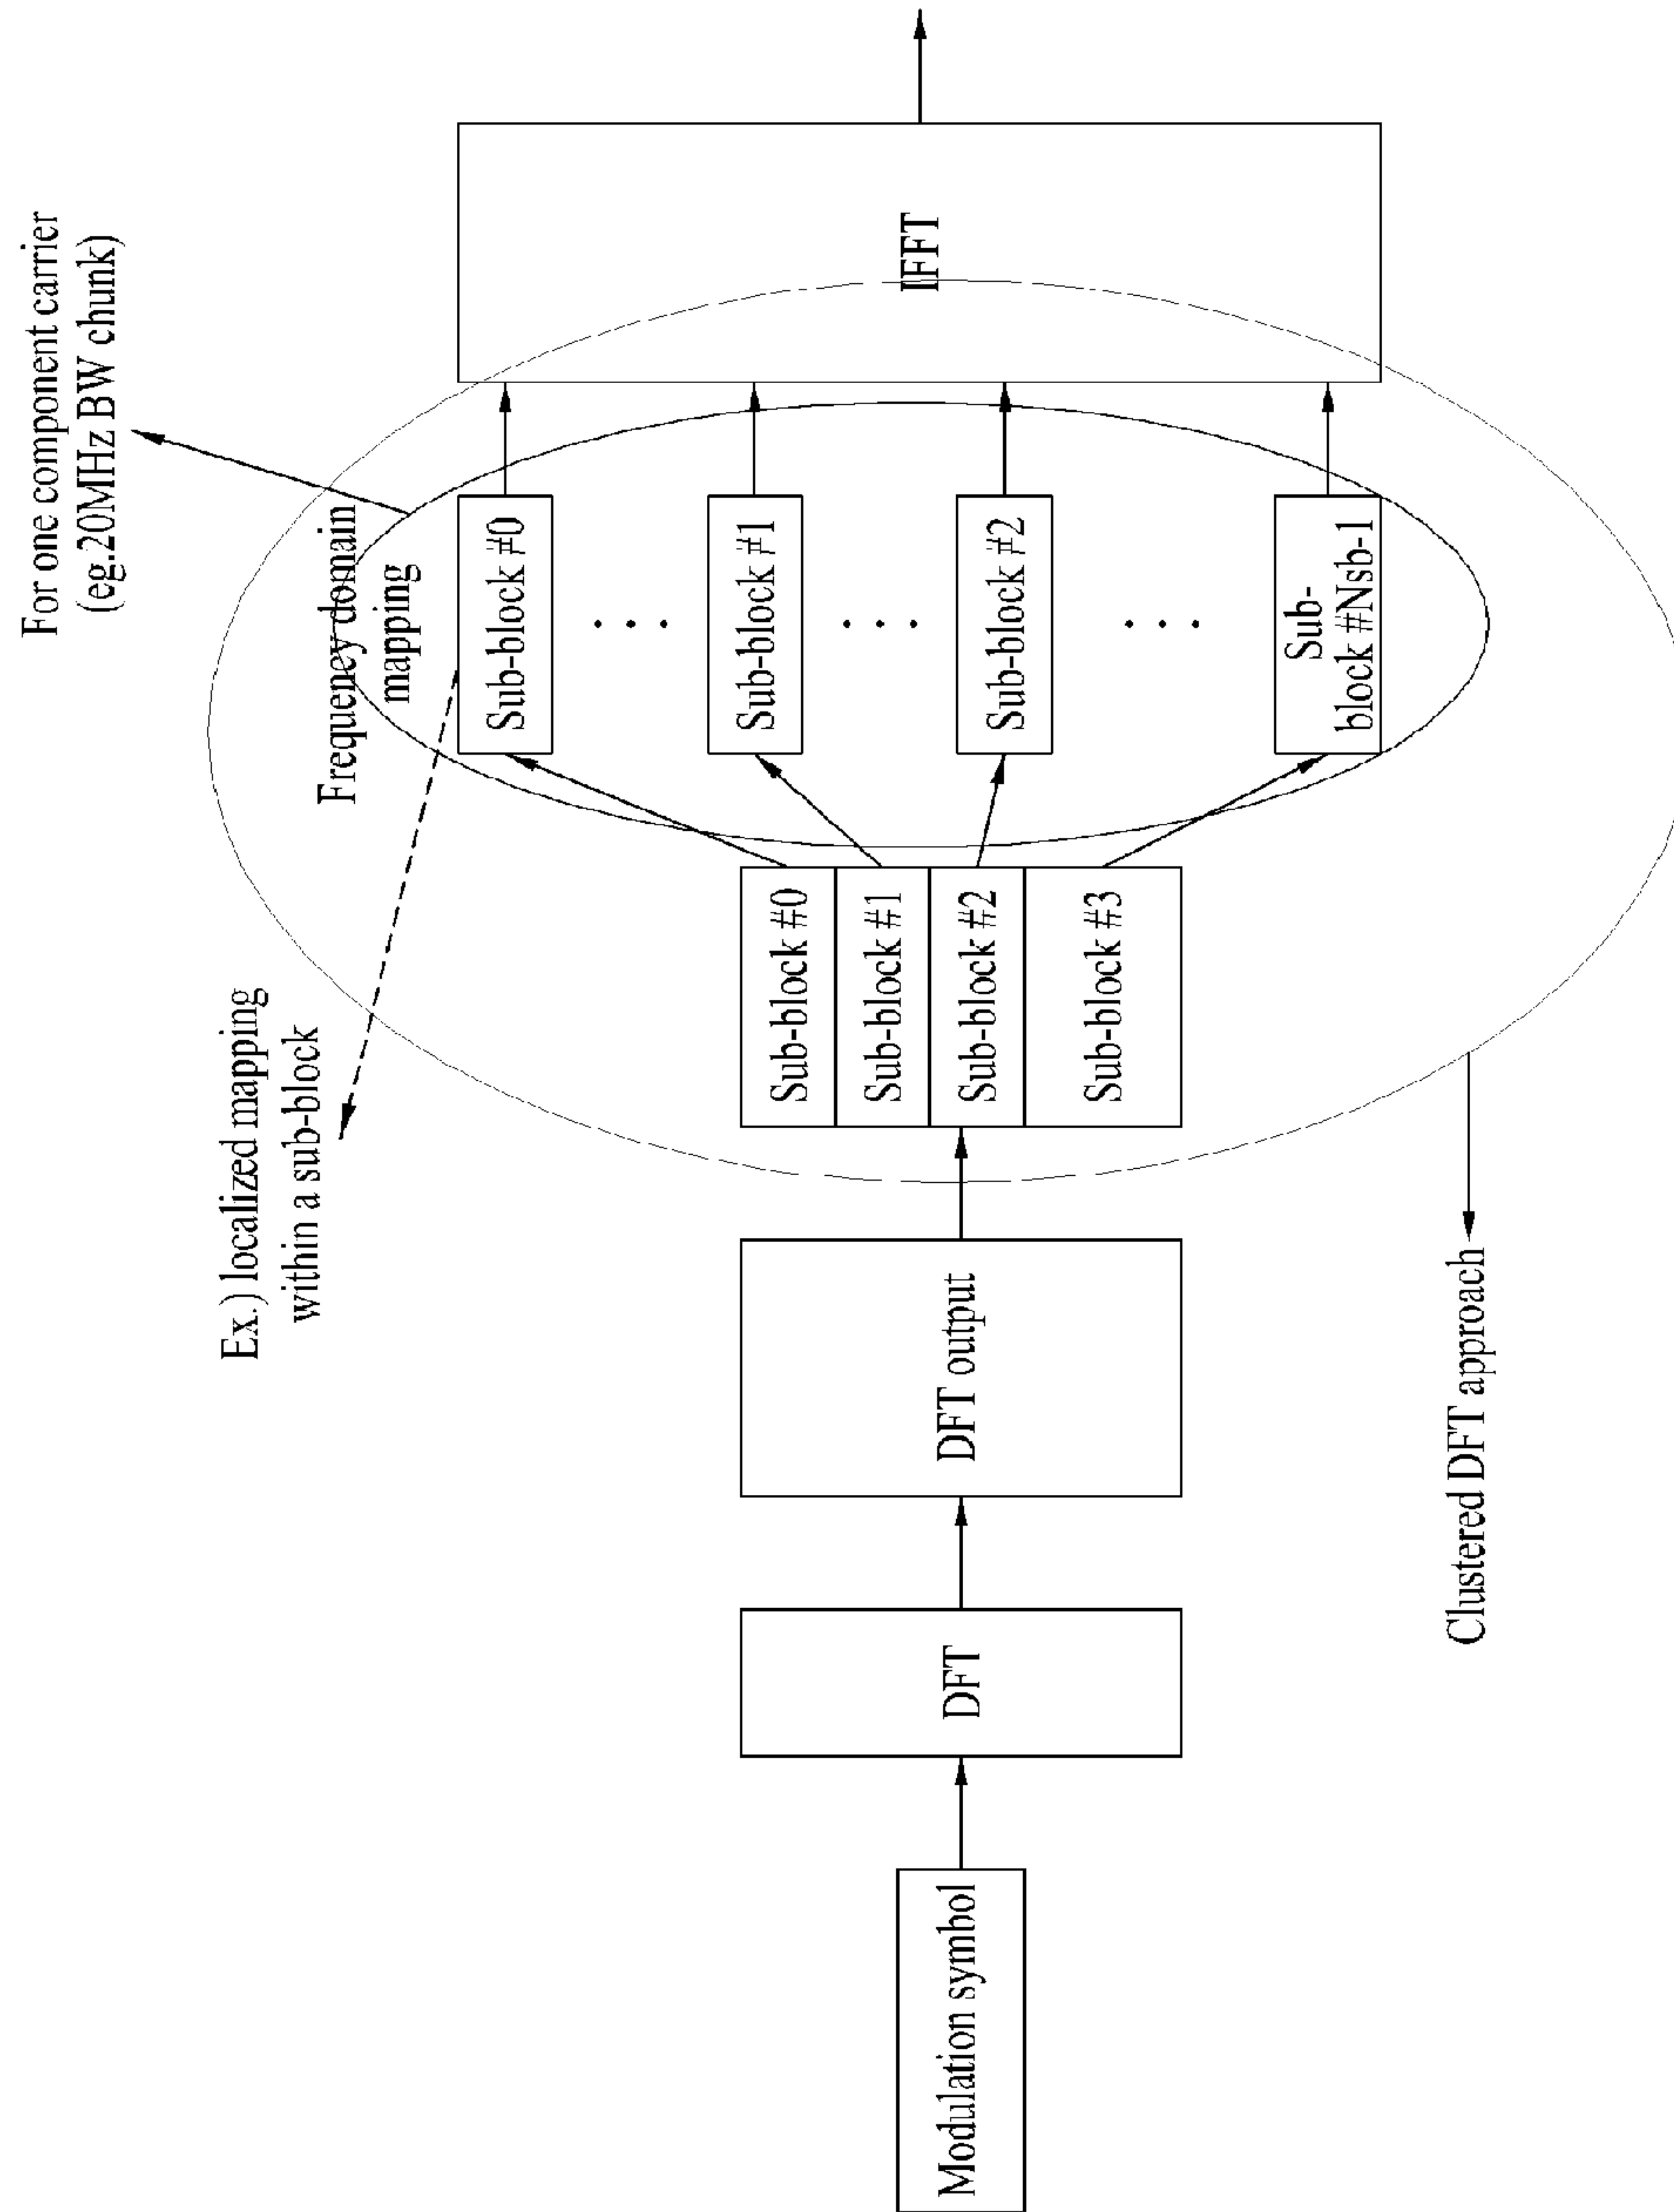 Modulation symbol
DFT
DFT output
Sub-block #0
Sub-block #1
Sub-block #2
Sub-block #3
Ex.) localized mapping
within a sub-block
Frequency domain
mapping
For one component carrier
(eg.20MHz BW chunk)
Sub-block #0
Sub-block #1
Sub-block #2
Sub-
block #Nsb-1
IFFT
Clustered DFT approach